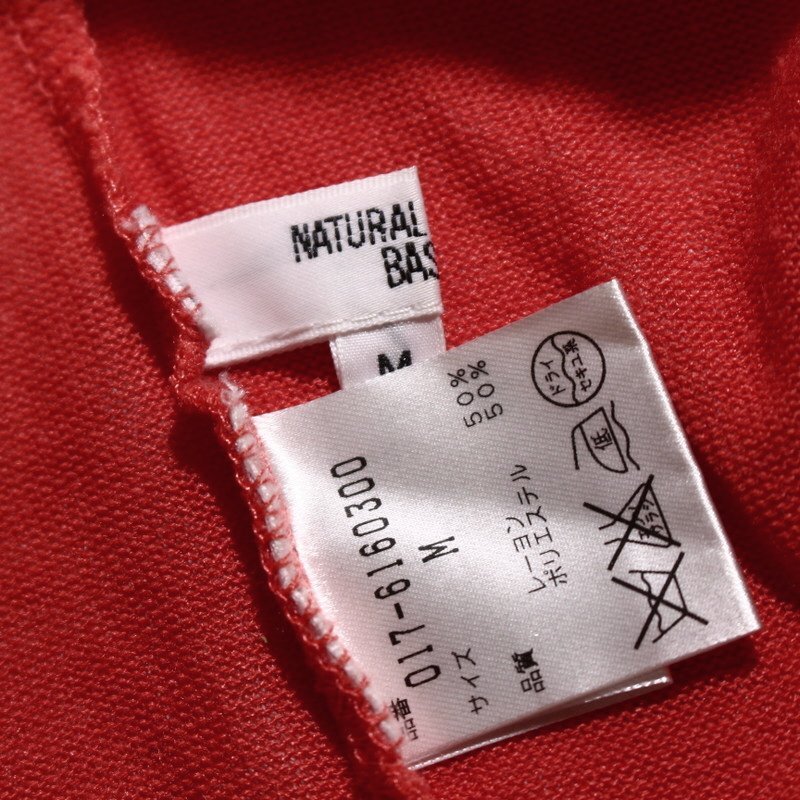 NATURAL
BAS
M
品番 017-6160300
サイズ M
品質 レーヨン 50%
ポリエステル 50%
ドライ
セキユ系
低